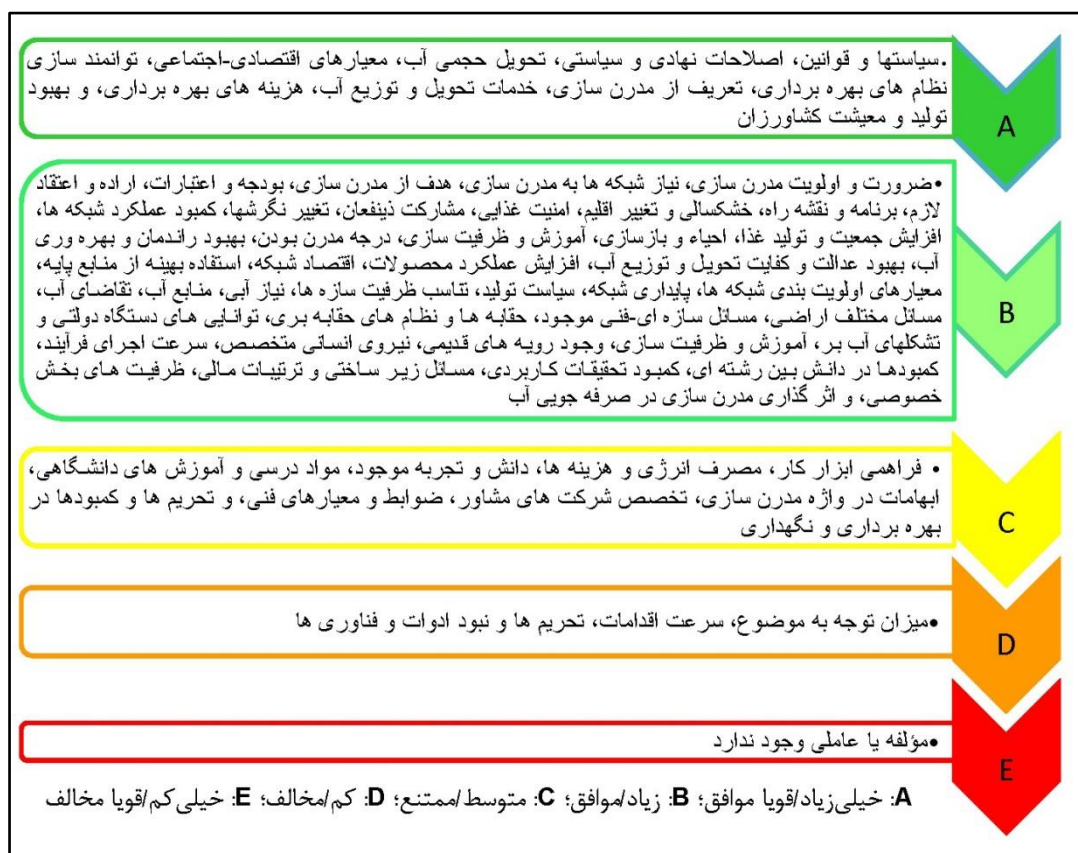 .سیاستها و قوانین، اصلاحات نهادی و سیاستی، تحویل حجمی آب، معیارهای اقتصادی-اجتماعی، توانمند سازی
نظام های بهره برداری، تعریف از مدرن سازی، خدمات تحویل و توزیع آب، هزینه های بهره برداری، و بهبود
تولید و معیشت کشاورزان
A
•ضرورت و اولویت مدرن سازی، نیاز شبکه ها به مدرن سازی، هدف از مدرن سازی، بودجه و اعتبارات، اراده و اعتقاد
لازم، برنامه و نقشه راه، خشکسالی و تغییر اقلیم، امنیت غذایی، مشارکت ذینفعان، تغییر نگرشها، کمبود عملکرد شبکه ها،
افزایش جمعیت و تولید غذا، احیاء و بازسازی، آموزش و ظرفیت سازی، درجه مدرن بودن، بهبود راندمان و بهره وری
آب، بهبود عدالت و کفایت تحویل و توزیع آب، افزایش عملکرد محصولات، اقتصاد شبکه، استفاده بهینه از منابع پایه،
معیارهای اولویت بندی شبکه ها، پایداری شبکه، سیاست تولید، تناسب ظرفیت سازه ها، نیاز آبی، منابع آب، تقاضای آب،
مسائل مختلف اراضی، مسائل سازه ای-فنی موجود، حقابه ها و نظام های حقابه بری، توانایی های دستگاه دولتی و
تشکلهای آب بر، آموزش و ظرفیت سازی، وجود رویه های قدیمی، نیروی انسانی متخصص، سرعت اجرای فرآیند،
کمبودها در دانش بین رشته ای، کمبود تحقیقات کاربردی، مسائل زیر ساختی و ترتیبات مالی، ظرفیت های بخش
خصوصی، و اثر گذاری مدرن سازی در صرفه جویی آب
B
• فراهمی ابزار کار، مصرف انرژی و هزینه ها، دانش و تجربه موجود، مواد درسی و آموزش های دانشگاهی،
ابهامات در واژه مدرن سازی، تخصص شرکت های مشاور، ضوابط و معیارهای فنی، و تحریم ها و کمبودها در
بهره برداری و نگهداری
C
•میزان توجه به موضوع، سرعت اقدامات، تحریم ها و نبود ادوات و فناوری ها
D
•مؤلفه یا عاملی وجود ندارد
E
A: خیلی‌زیاد/قویا موافق؛ B: زیاد/موافق؛ C: متوسط/ممتنع؛ D: کم/مخالف؛ E: خیلی‌کم/قویا مخالف